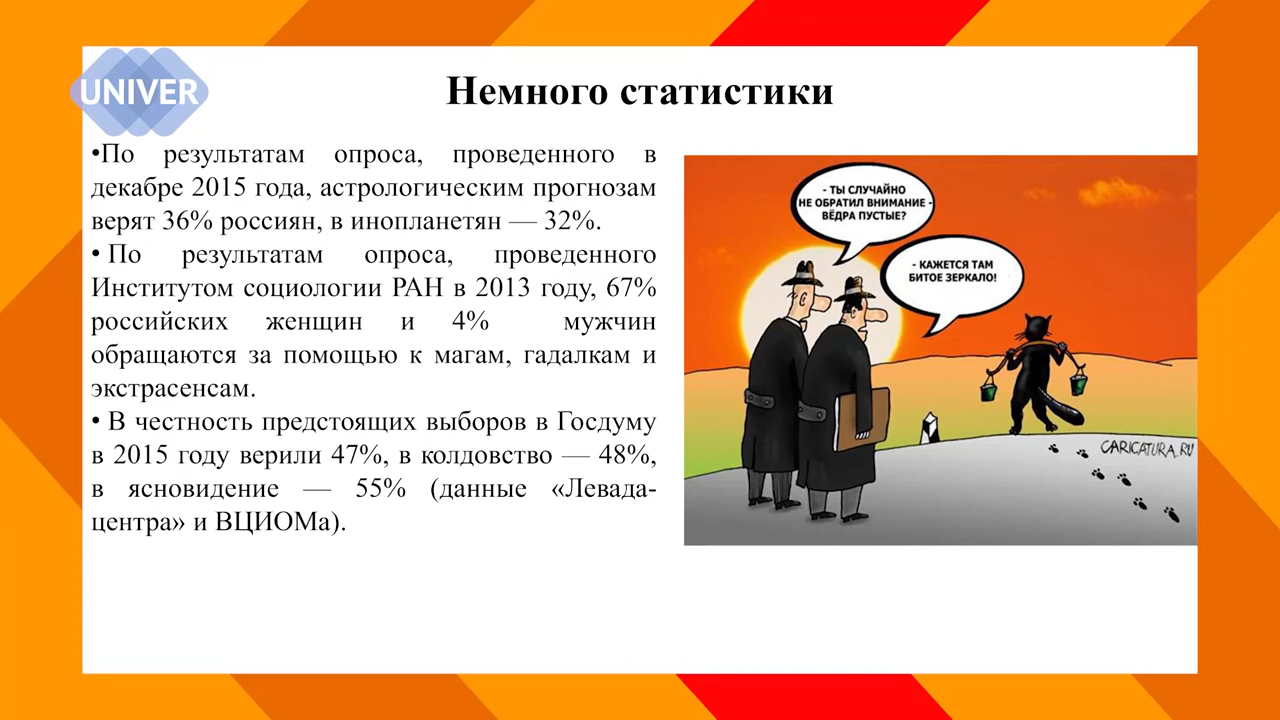 UNIVER
Немного статистики
•По результатам опроса, проведенного в
декабре 2015 года, астрологическим прогнозам
верят 36% россиян, в инопланетян — 32%.
• По результатам опроса, проведенного
Институтом социологии РАН в 2013 году, 67%
российских женщин и 4% мужчин
обращаются за помощью к магам, гадалкам и
экстрасенсам.
• В честность предстоящих выборов в Госдуму
в 2015 году верили 47%, в колдовство — 48%,
в ясновидение — 55% (данные «Левада-
центра» и ВЦИОМа).
- ТЫ СЛУЧАЙНО
НЕ ОБРАТИЛ ВНИМАНИЕ -
ВЁДРА ПУСТЫЕ?
- КАЖЕТСЯ ТАМ
БИТОЕ ЗЕРКАЛО!
CARICATURA.RU